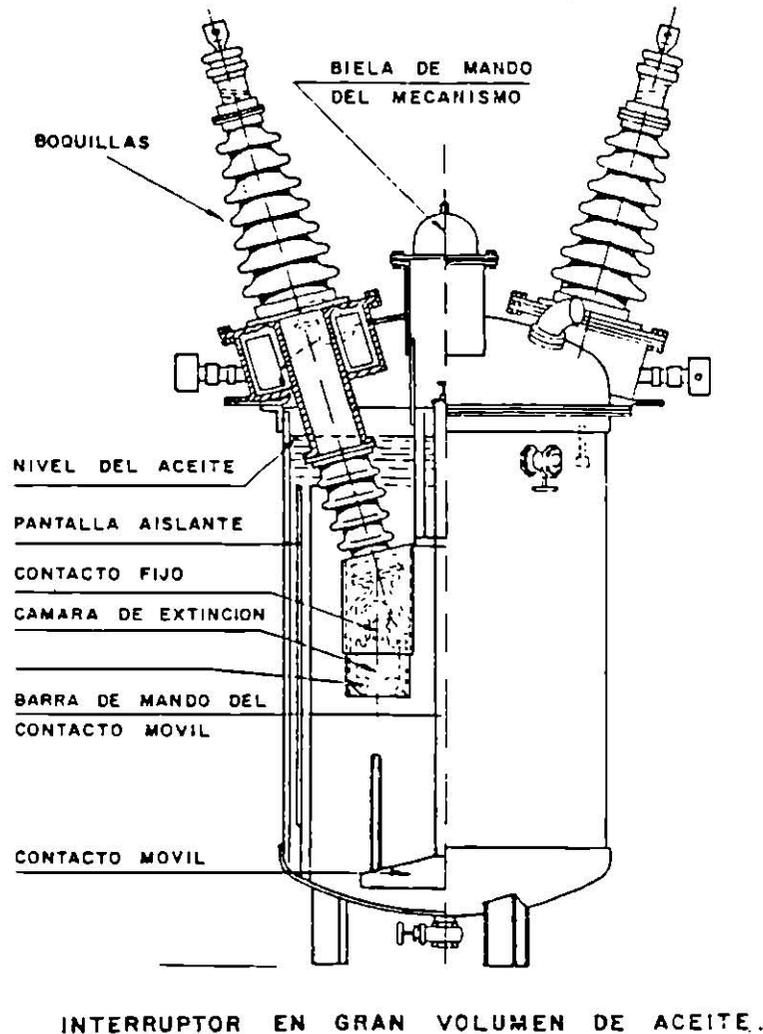 BIELA DE MANDO
DEL MECANISMO
BOQUILLAS
NIVEL DEL ACEITE
PANTALLA AISLANTE
CONTACTO FIJO
CAMARA DE EXTINCION
BARRA DE MANDO DEL
CONTACTO MOVIL
CONTACTO MOVIL
INTERRUPTOR EN GRAN VOLUMEN DE ACEITE.